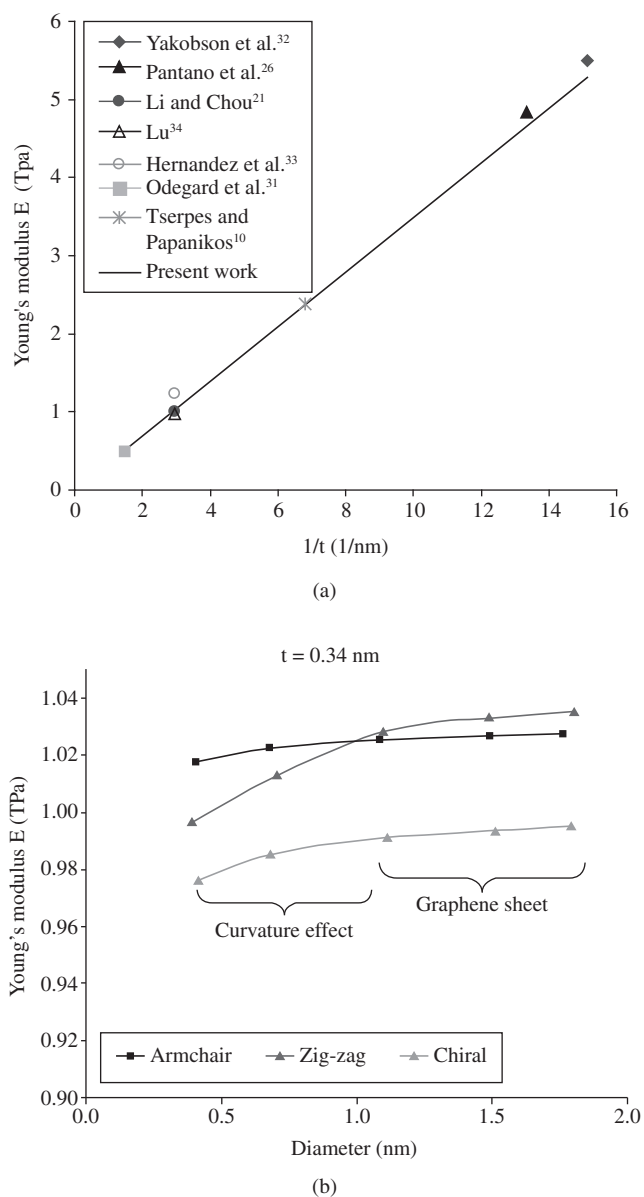 6
5
4
3
2
1
0
Young's modulus E (Tpa)
Yakobson et al.32
Pantano et al.26
Li and Chou21
Lu34
Hernandez et al.33
Odegard et al.31
Tserpes and
Papanikos10
Present work
0 2 4 6 8 10 12 14 16
1/t (1/nm)
(a)
t = 0.34 nm
1.04
1.02
1.00
0.98
0.96
0.94
0.92
0.90
Young's modulus E (TPa)
Curvature effect
Graphene sheet
Armchair Zig-zag Chiral
0.0 0.5 1.0 1.5 2.0
Diameter (nm)
(b)